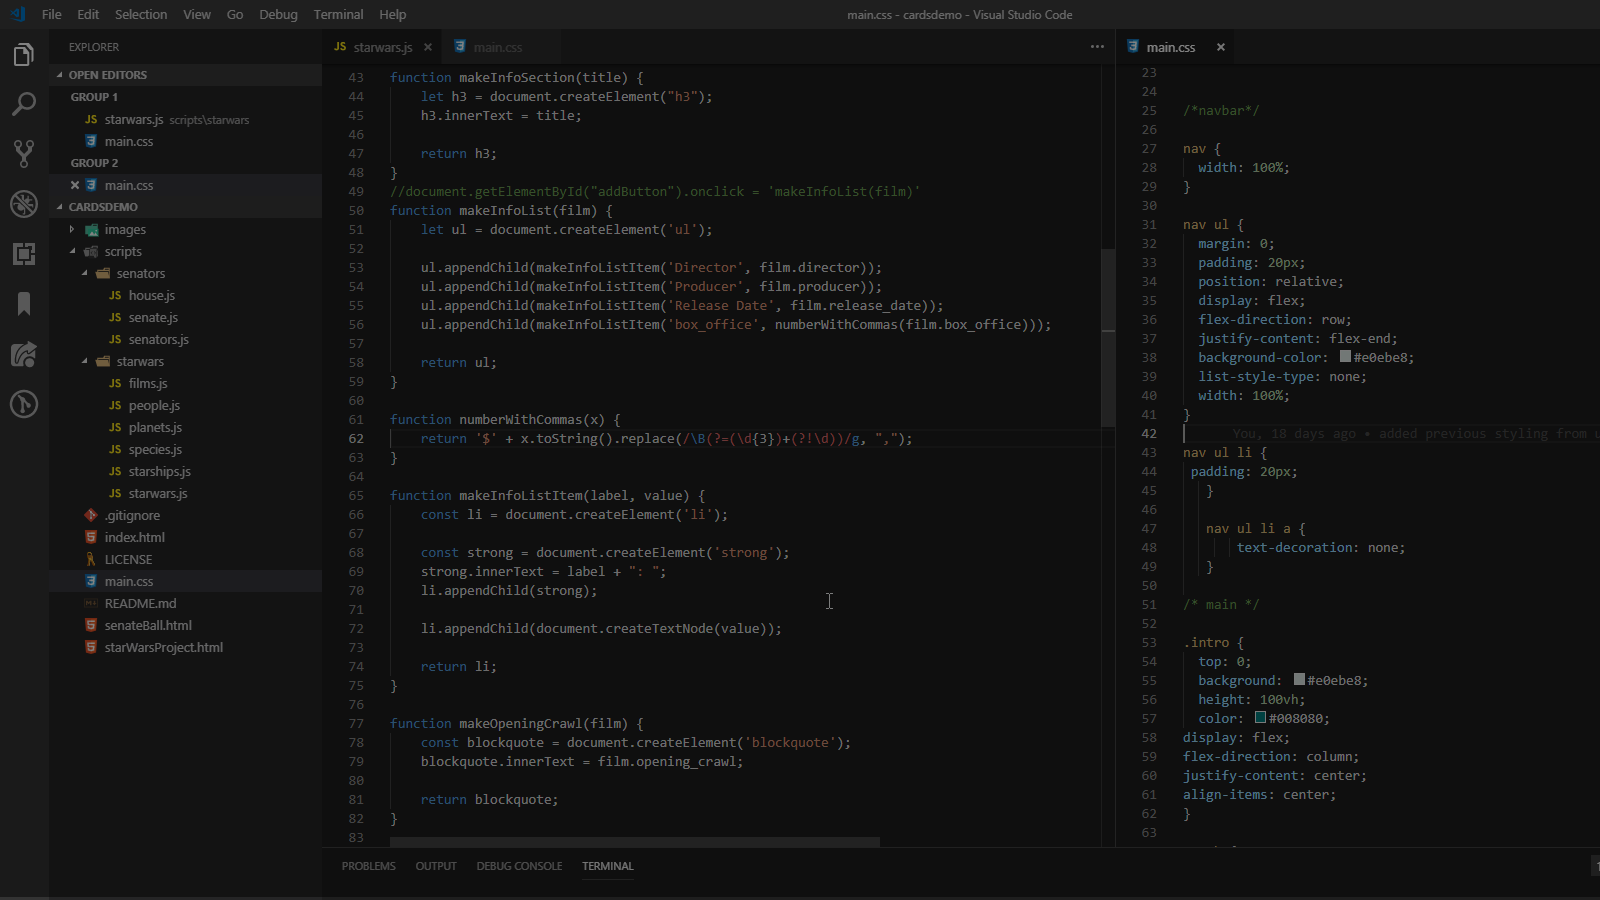 File Edit Selection View Go Debug Terminal Help
main.css - cardsdemo - Visual Studio Code
EXPLORER
OPEN EDITORS
GROUP 1
JS starwars.js scripts\starwars
main.css
GROUP 2
main.css
CARDSDEMO
images
scripts
senators
JS house.js
JS senate.js
JS senators.js
starwars
JS films.js
JS people.js
JS planets.js
JS species.js
JS starships.js
JS starwars.js
.gitignore
index.html
LICENSE
main.css
README.md
senateBall.html
starWarsProject.html
JS starwars.js
main.css
43 function makeInfoSection(title) {
44 let h3 = document.createElement("h3");
45 h3.innerText = title;
46
47 return h3;
48 }
49 //document.getElementById("addButton").onclick = 'makeInfoList(film)'
50 function makeInfoList(film) {
51 let ul = document.createElement('ul');
52
53 ul.appendChild(makeInfoListItem('Director', film.director));
54 ul.appendChild(makeInfoListItem('Producer', film.producer));
55 ul.appendChild(makeInfoListItem('Release Date', film.release_date));
56 ul.appendChild(makeInfoListItem('box_office', numberWithCommas(film.box_office)));
57
58 return ul;
59 }
60
61 function numberWithCommas(x) {
62 return '$' + x.toString().replace(/\B(?=(\d{3})+(?!\d))/g, ",");
63 }
64
65 function makeInfoListItem(label, value) {
66 const li = document.createElement('li');
67
68 const strong = document.createElement('strong');
69 strong.innerText = label + ": ";
70 li.appendChild(strong);
71
72 li.appendChild(document.createTextNode(value));
73
74 return li;
75 }
76
77 function makeOpeningCrawl(film) {
78 const blockquote = document.createElement('blockquote');
79 blockquote.innerText = film.opening_crawl;
80
81 return blockquote;
82 }
83
main.css
23
24
25 /*navbar*/
26
27 nav {
28 width: 100%;
29 }
30
31 nav ul {
32 margin: 0;
33 padding: 20px;
34 position: relative;
35 display: flex;
36 flex-direction: row;
37 justify-content: flex-end;
38 background-color: #e0ebe8;
39 list-style-type: none;
40 width: 100%;
41 }
42 You, 18 days ago • added previous styling from
43 nav ul li {
44 padding: 20px;
45 }
46
47 nav ul li a {
48 text-decoration: none;
49 }
50
51 /* main */
52
53 .intro {
54 top: 0;
55 background: #e0ebe8;
56 height: 100vh;
57 color: #008080;
58 display: flex;
59 flex-direction: column;
60 justify-content: center;
61 align-items: center;
62 }
63
PROBLEMS OUTPUT DEBUG CONSOLE TERMINAL